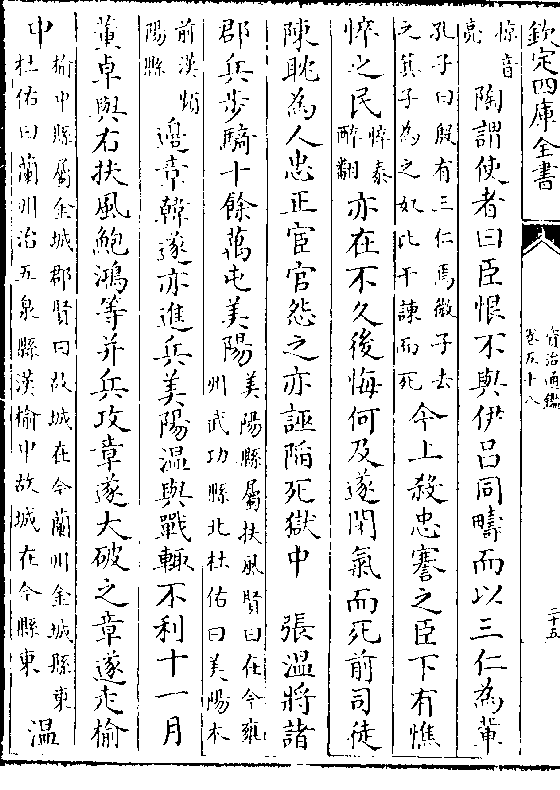 欽定四庫全書
資治通鑑
卷五十八
二十五
惊音
亮
陶謂使者曰臣恨不與伊吕同疇而以三仁為輩
孔子曰殷有三仁焉微子去
之箕子為之奴比干諫而死
今上殺忠謇之臣下有憔
悴之民
悴秦
醉翻
亦在不久後悔何及遂閉氣而死前司徒
陳耽為人忠正宦官怨之亦誣陷死獄中 張溫將諸
郡兵步騎十餘萬屯美陽
美陽縣屬扶風賢曰在今雍
州武功縣北杜佑曰美陽本
前漢頻
陽縣
邉章韓遂亦進兵美陽溫與戰輒不利十一月
董卓與右扶風鮑鴻等并兵攻章遂大破之章遂走榆
中
榆中縣屬金城郡賢曰故城在今蘭州金城縣東
杜佑曰蘭州治五泉縣漢榆中故城在今縣東
溫